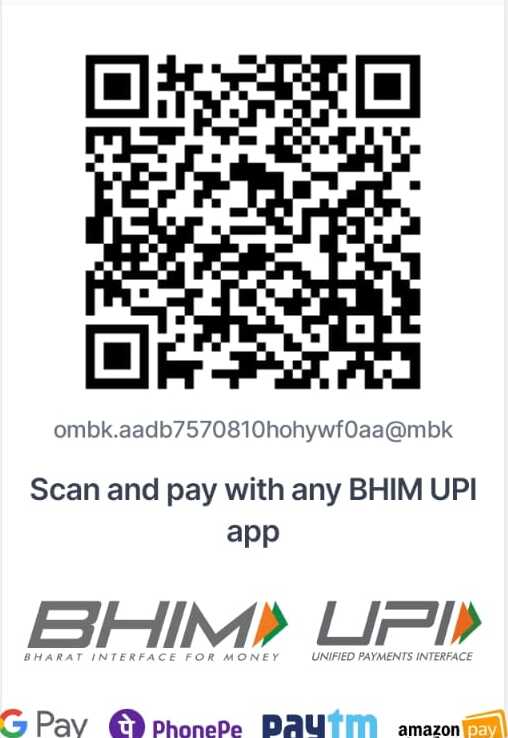 ombk.aadb7570810hohywf0aa@mbk
Scan and pay with any BHIM UPI
app
BHIM UPI
BHARAT INTERFACE FOR MONEY UNIFIED PAYMENTS INTERFACE
G Pay PhonePe paytm amazon pay